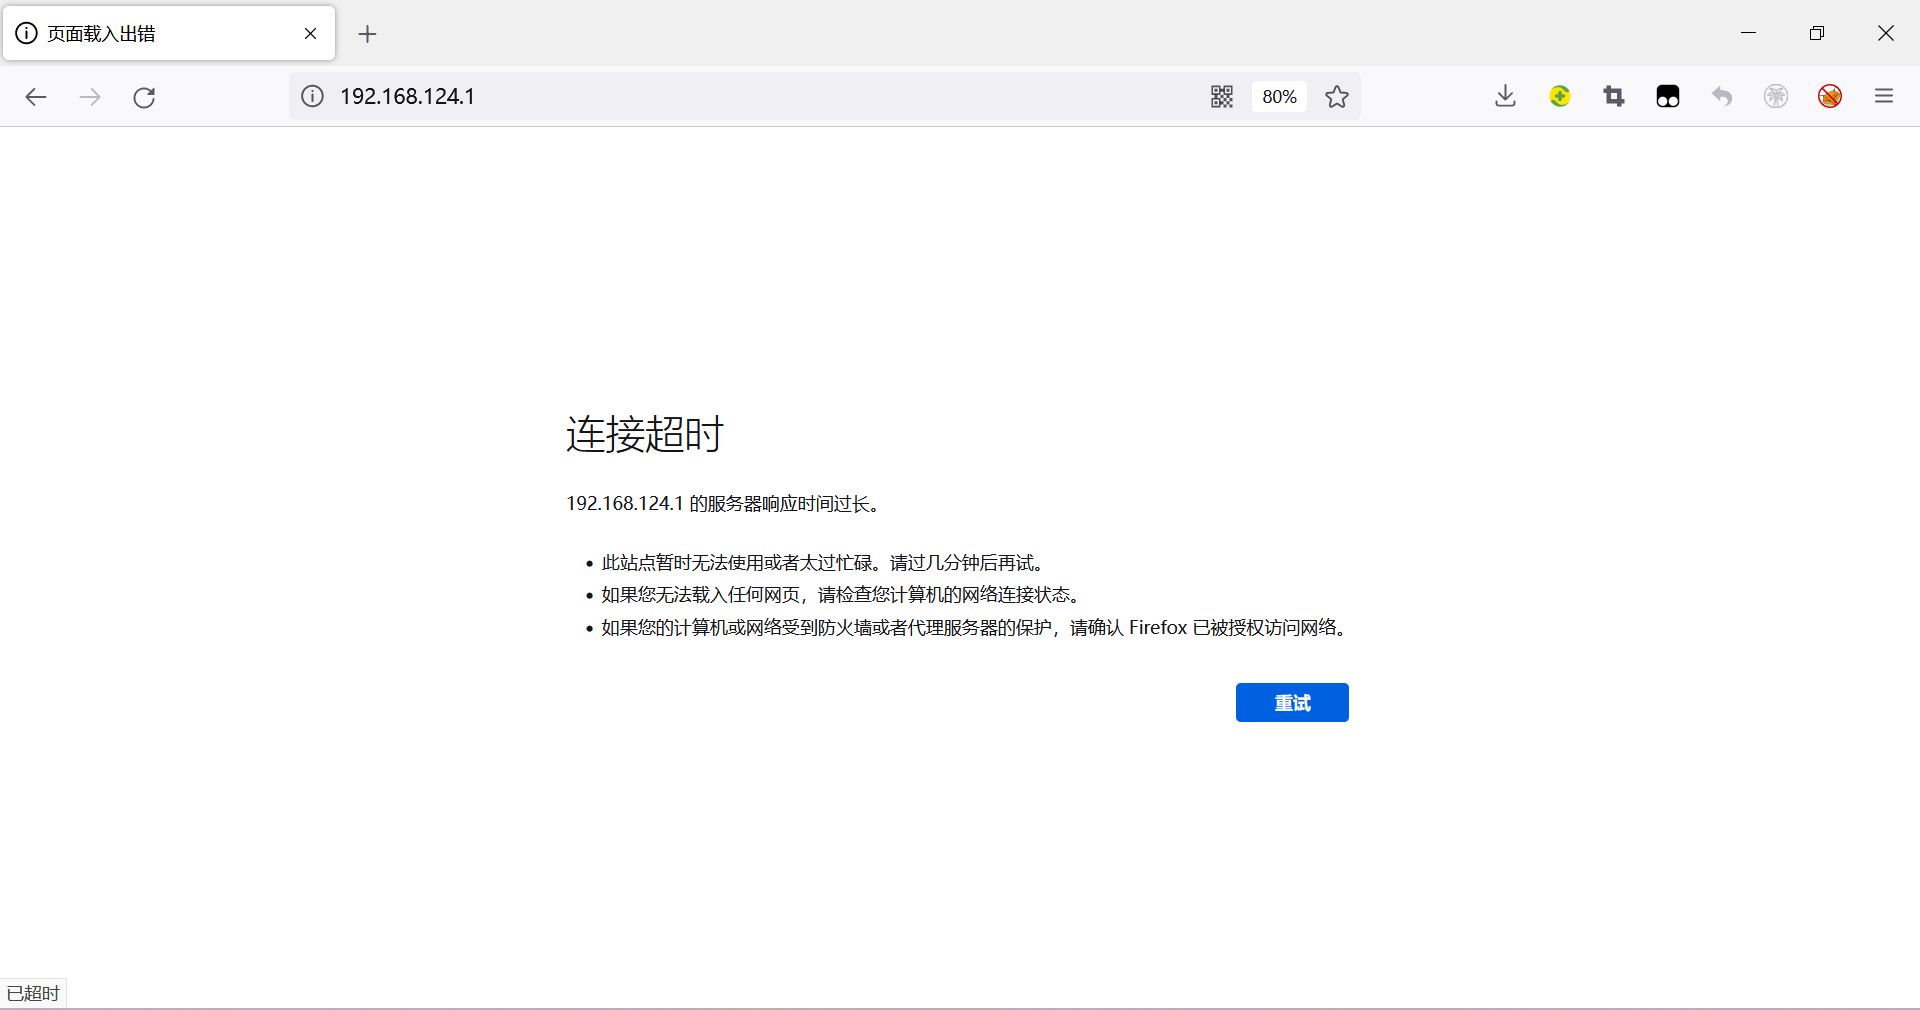 页面载入出错
192.168.124.1
80%
连接超时
192.168.124.1 的服务器响应时间过长。
此站点暂时无法使用或者太过忙碌。请过几分钟后再试。
如果您无法载入任何网页，请检查您计算机的网络连接状态。
如果您的计算机或网络受到防火墙或者代理服务器的保护，请确认 Firefox 已被授权访问网络。
重试
已超时